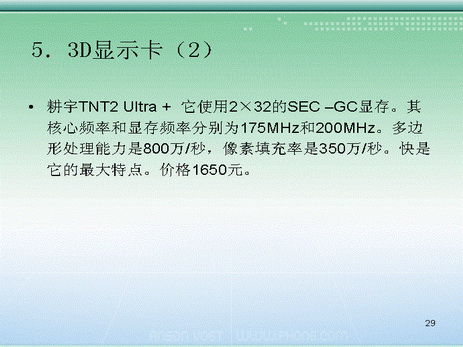 5. 3D显示卡（2）
• 耕宇TNT2 Ultra + 它使用2×32的SEC –GC显存。其
核心频率和显存频率分别为175MHz和200MHz。多边
形处理能力是800万/秒，像素填充率是350万/秒。快是
它的最大特点。价格1650元。
29